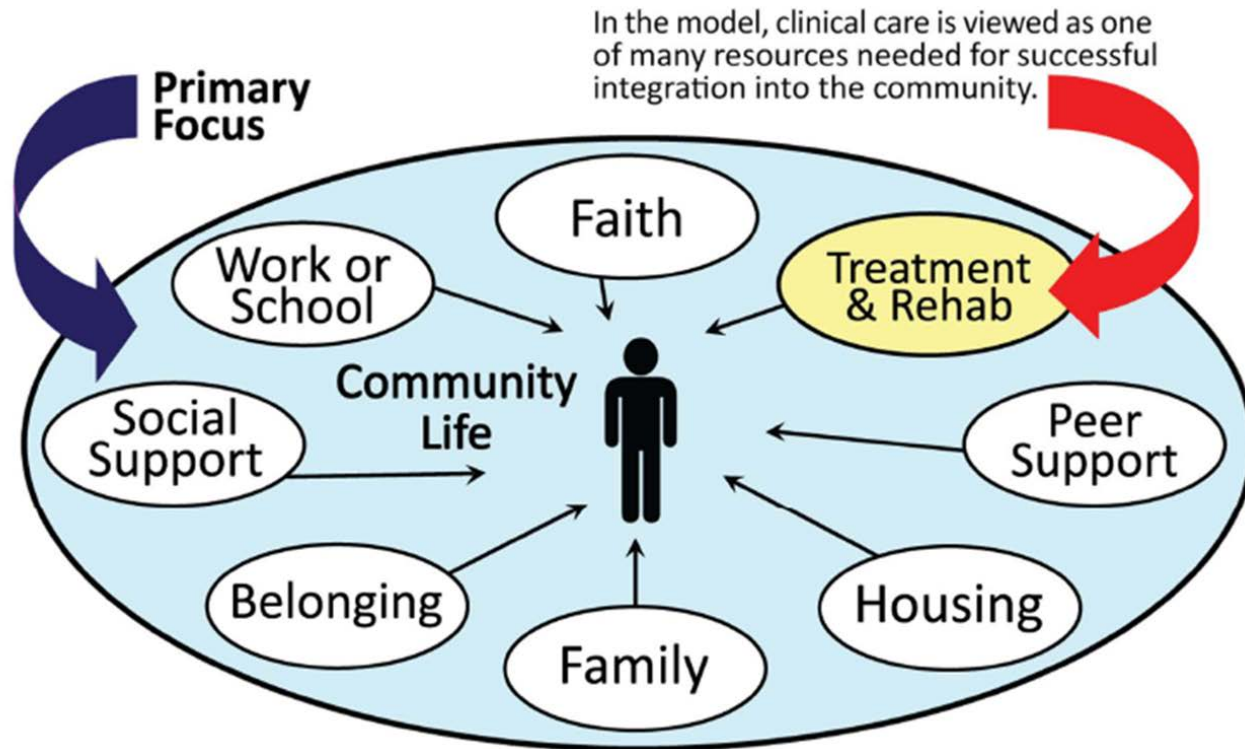 In the model, clinical care is viewed as one
of many resources needed for successful
integration into the community.
Primary
Focus
Faith
Work or
School
Treatment
& Rehab
Community
Life
Social
Support
Peer
Support
Belonging
Housing
Family